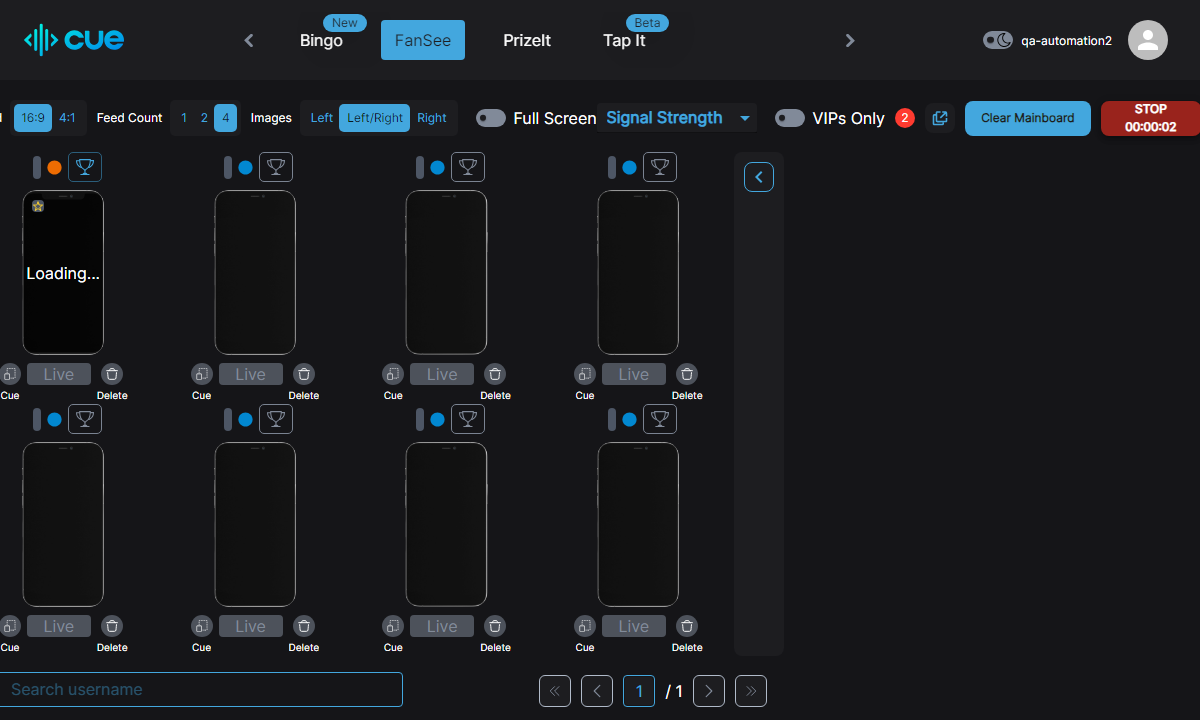 cue
Bingo
New
FanSee
PrizeIt
Tap It
Beta
qa-automation2
16:9
4:1
Feed Count
1
2
4
Images
Left
Left/Right
Right
Full Screen
Signal Strength
VIPs Only
2
Clear Mainboard
STOP
00:00:02
Loading...
Live
Live
Live
Live
Cue
Delete
Cue
Delete
Cue
Delete
Cue
Delete
Live
Live
Live
Live
Cue
Delete
Cue
Delete
Cue
Delete
Cue
Delete
Search username
1
/ 1